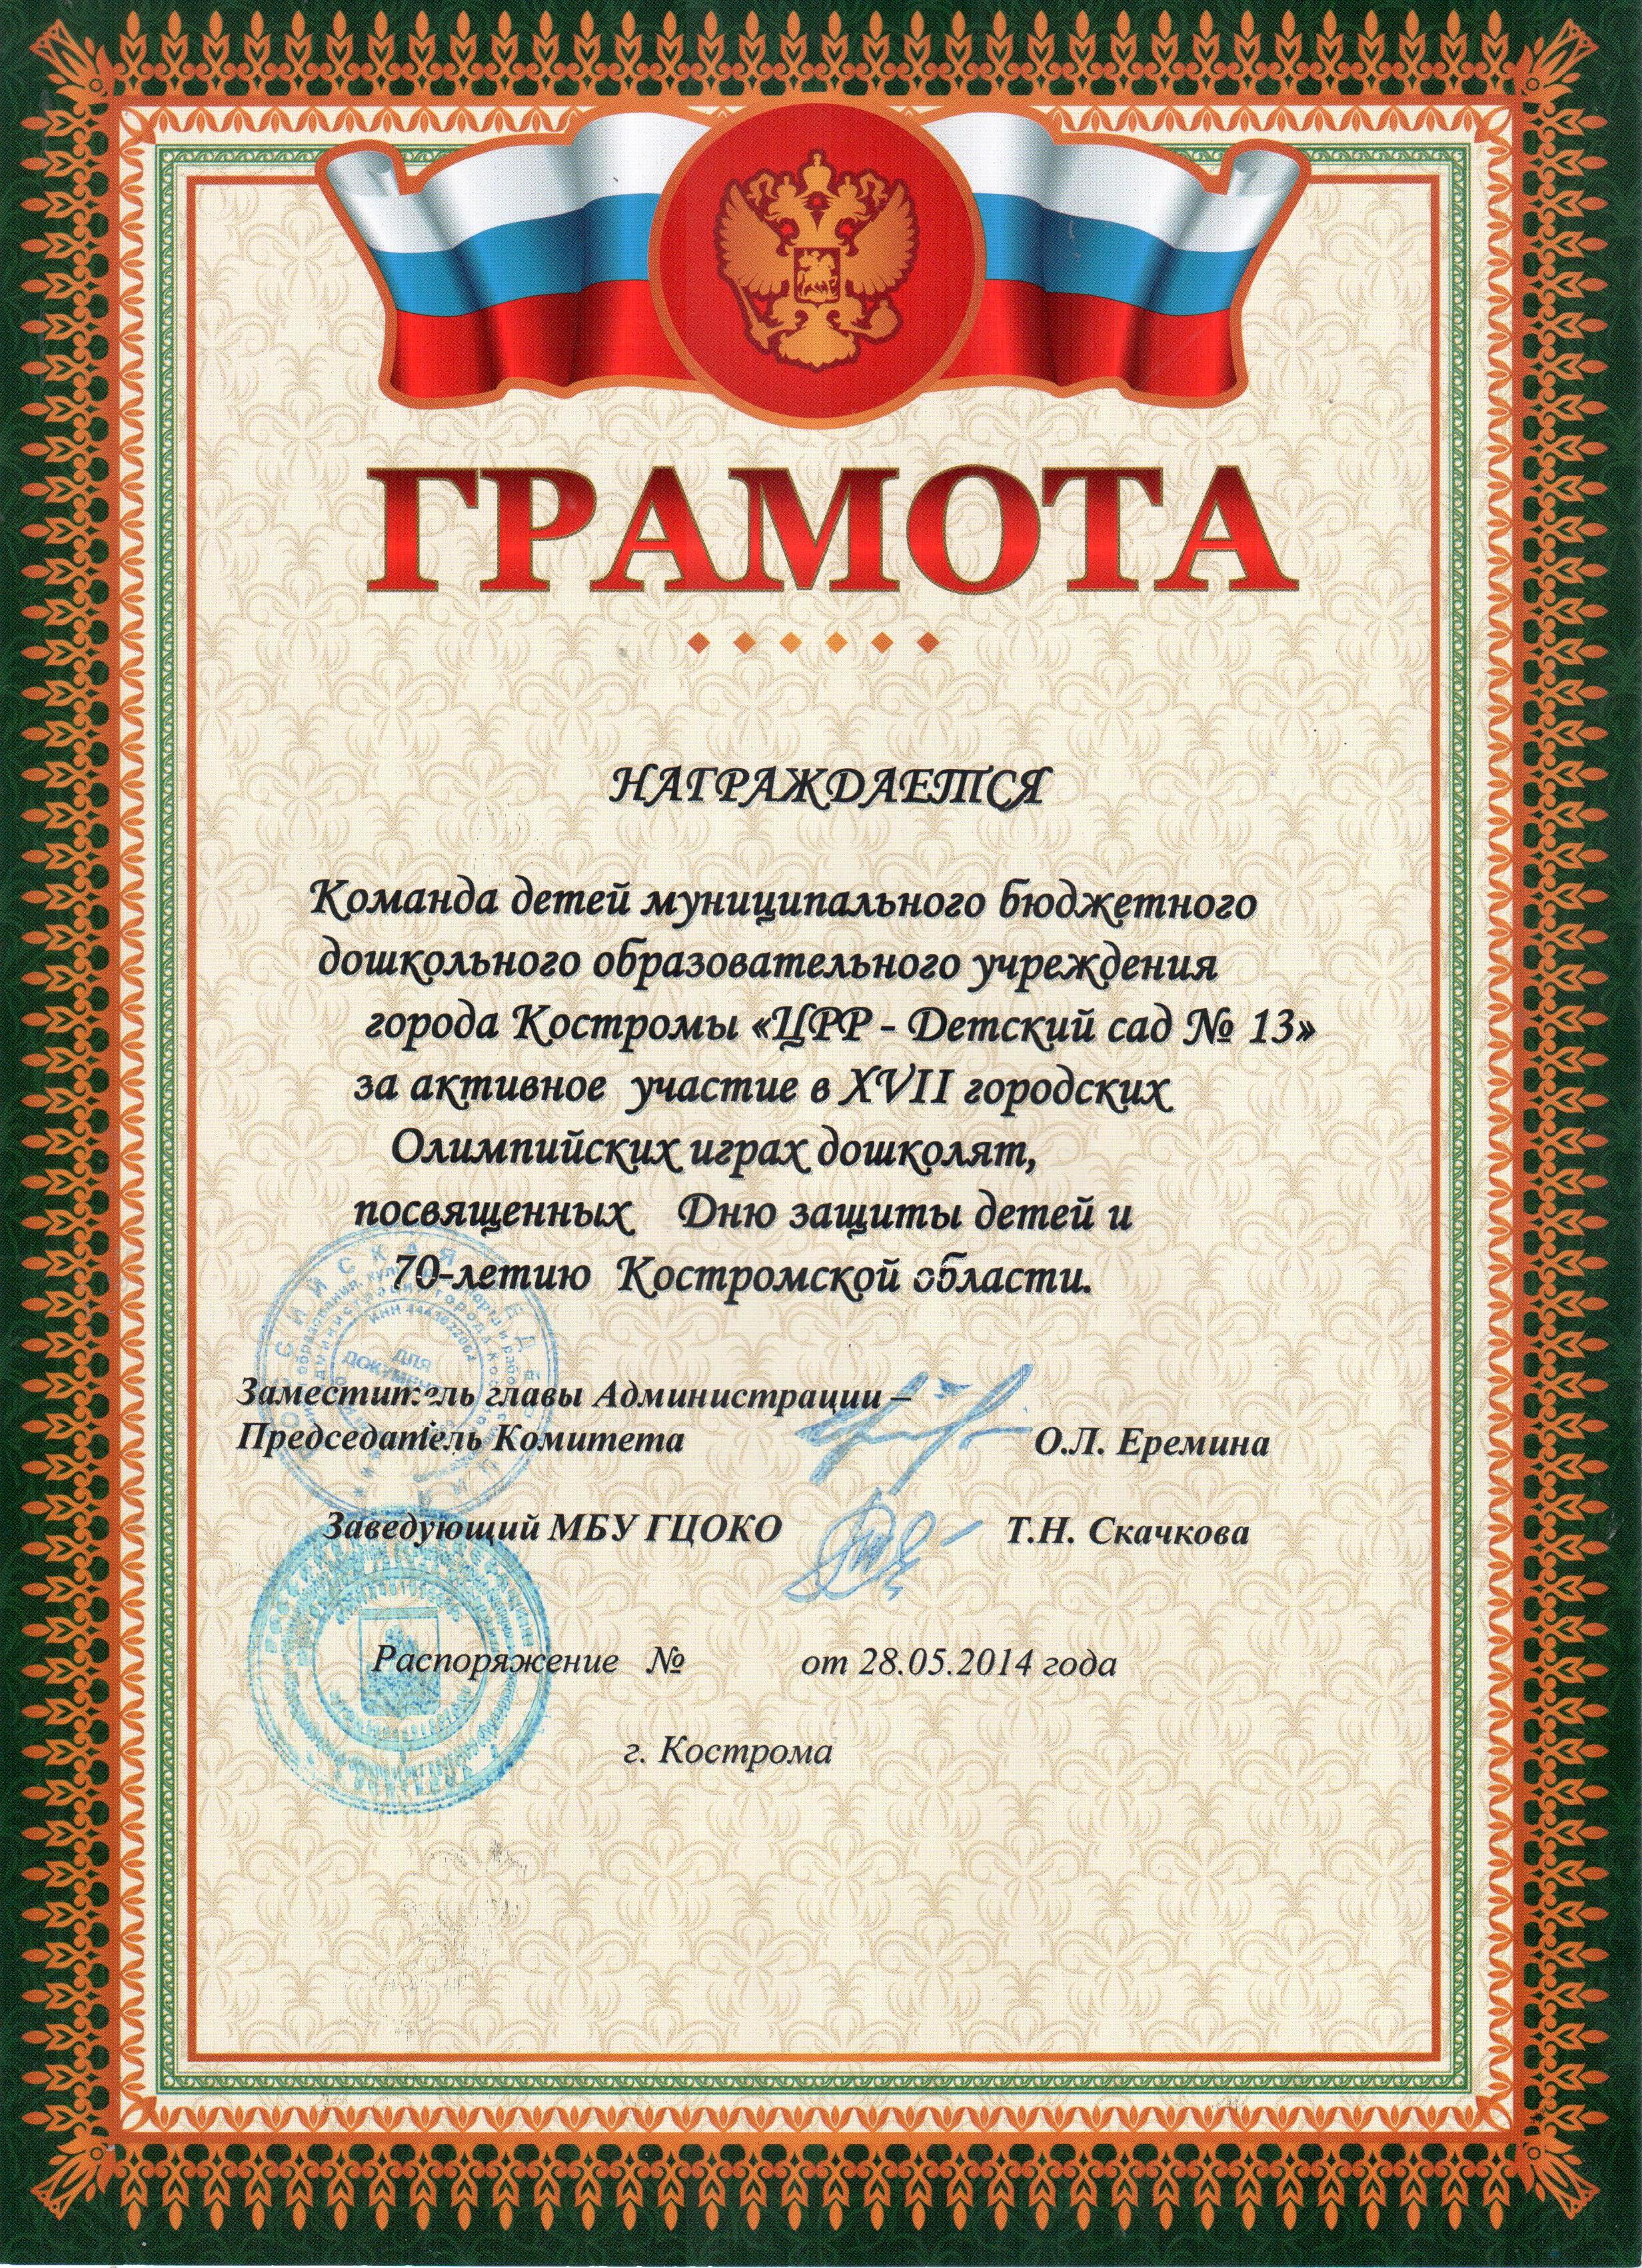 ГРАМОТА
НАГРАЖДАЕТСЯ
Команда детей муниципального бюджетного
дошкольного образовательного учреждения
города Костромы «ЦРР - Детский сад № 13»
за активное участие в XVII городских
Олимпийских играх дошколят,
посвященных Дню защиты детей и
70-летию Костромской области.
Заместитель главы Администрации –
Председатель Комитета О.Л. Еремина
Заведующий МБУ ГЦОКО Т.Н. Скачкова
Распоряжение № от 28.05.2014 года
г. Кострома